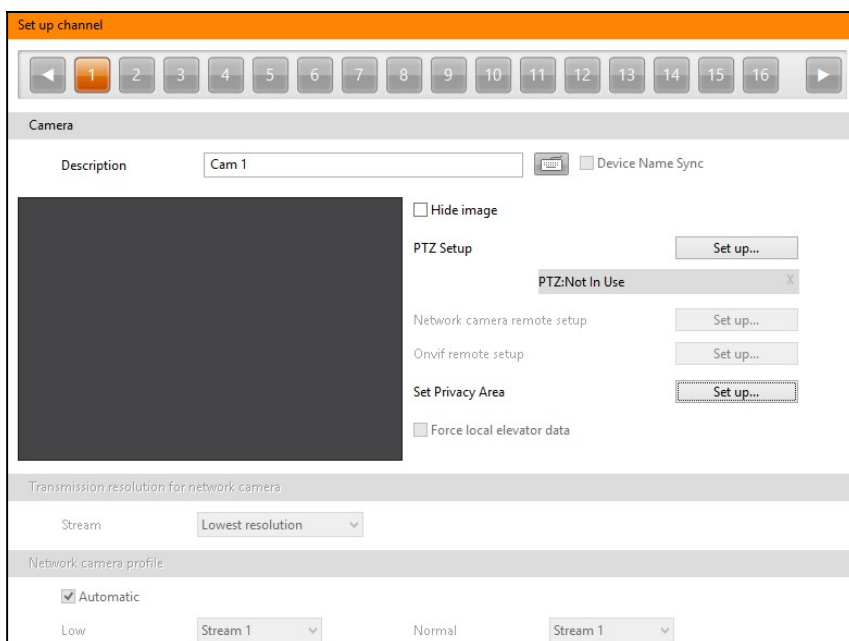 Set up channel
1 2 3 4 5 6 7 8 9 10 11 12 13 14 15 16
Camera
Description Cam 1 Device Name Sync
Hide image
PTZ Setup Set up...
PTZ:Not In Use X
Network camera remote setup Set up...
Onvif remote setup Set up...
Set Privacy Area Set up...
Force local elevator data
Transmission resolution for network camera
Stream Lowest resolution
Network camera profile
Automatic
Low Stream 1 Normal Stream 1